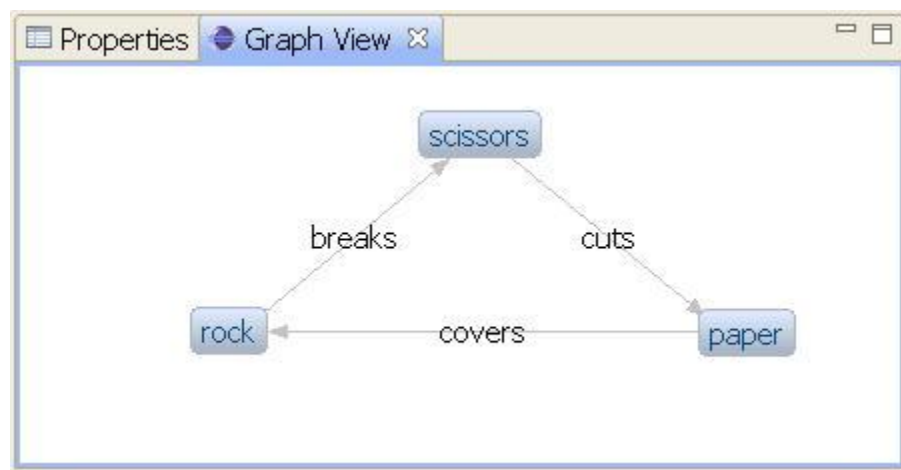 Properties Graph View
scissors
breaks cuts
rock covers paper